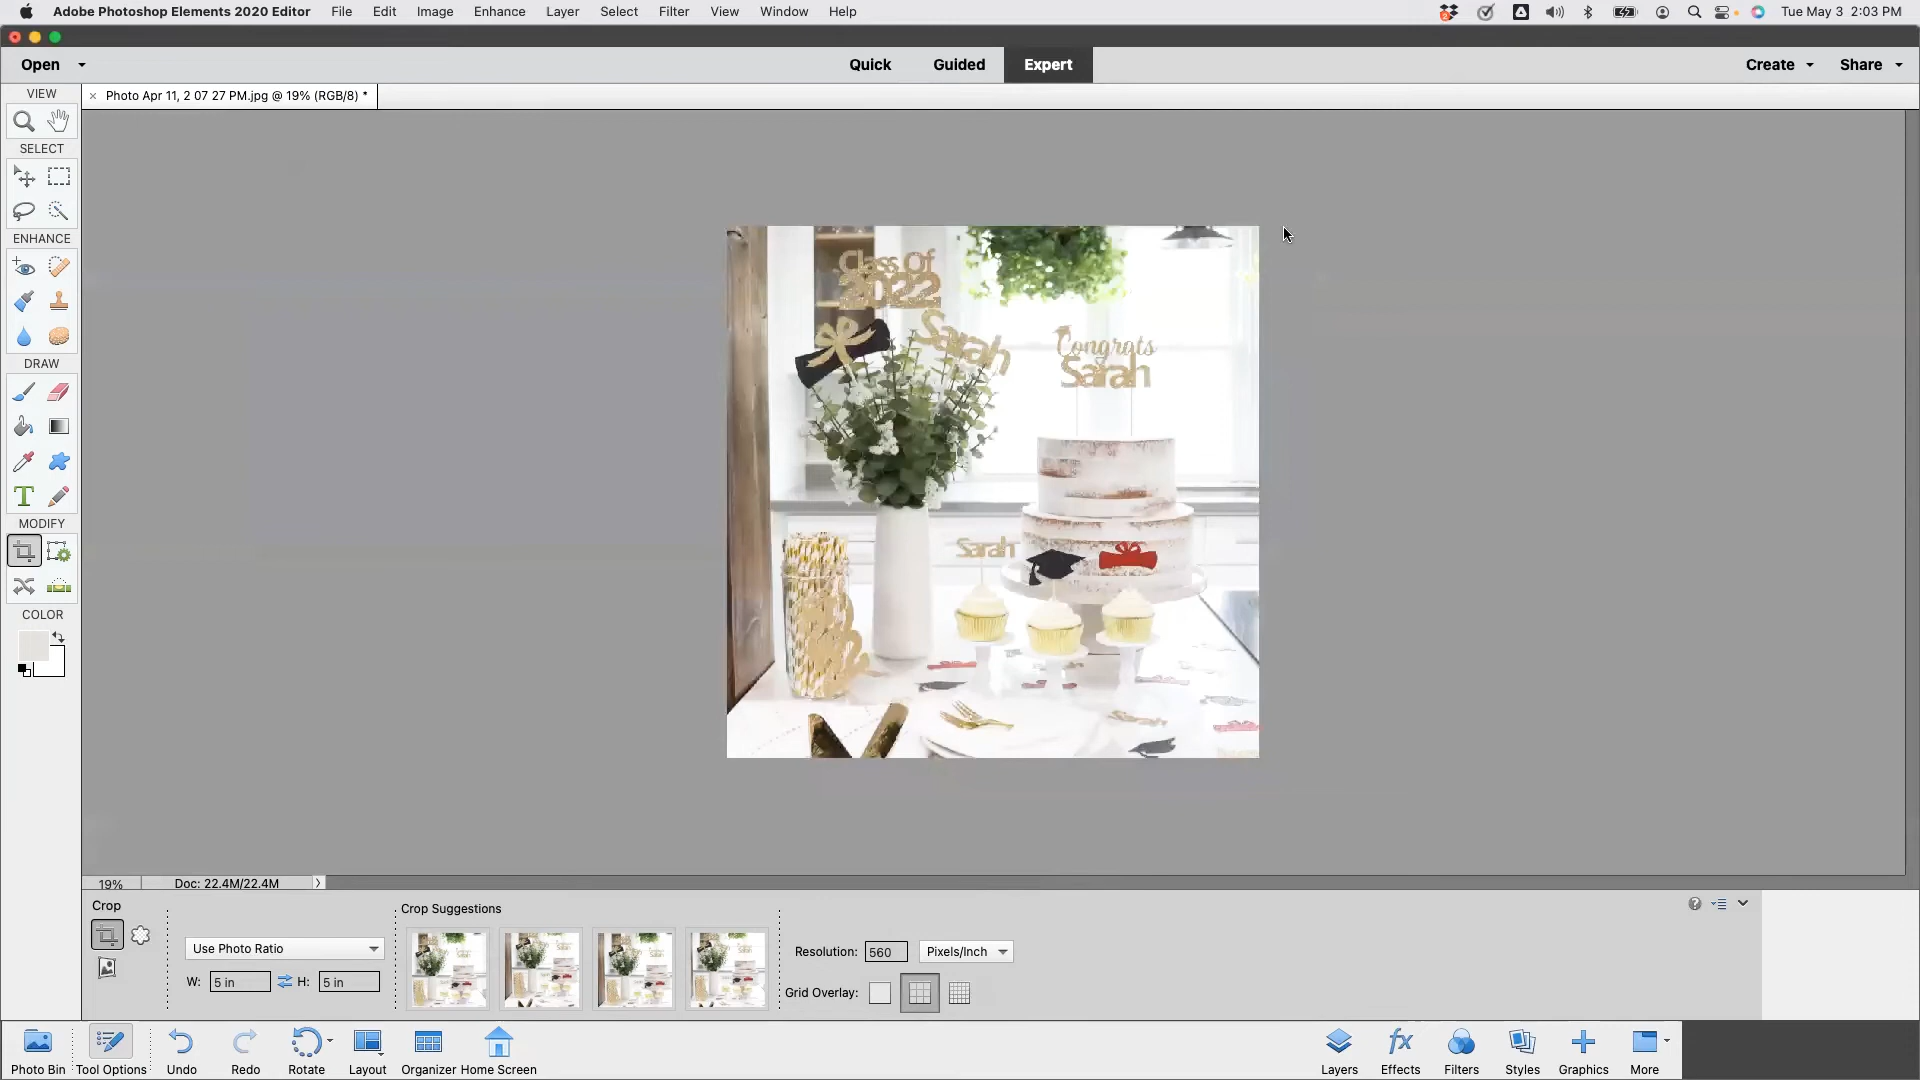 Adobe Photoshop Elements 2020 Editor File Edit Image Enhance Layer Select Filter View Window Help Tue May 3 2:03 PM
Open Quick Guided Expert Create Share
VIEW
× Photo Apr 11, 2 07 27 PM.jpg @ 19% (RGB/8) *
SELECT
ENHANCE
DRAW
T
MODIFY
COLOR
Class Of
2022
Sarah
Congrats
Sarah
Sarah
19% Doc: 22.4M/22.4M
Crop
Crop Suggestions
Use Photo Ratio
W: 5 in H: 5 in
Resolution: 560 Pixels/Inch
Grid Overlay:
Photo Bin Tool Options Undo Redo Rotate Layout Organizer Home Screen Layers fx Effects Filters Styles Graphics More